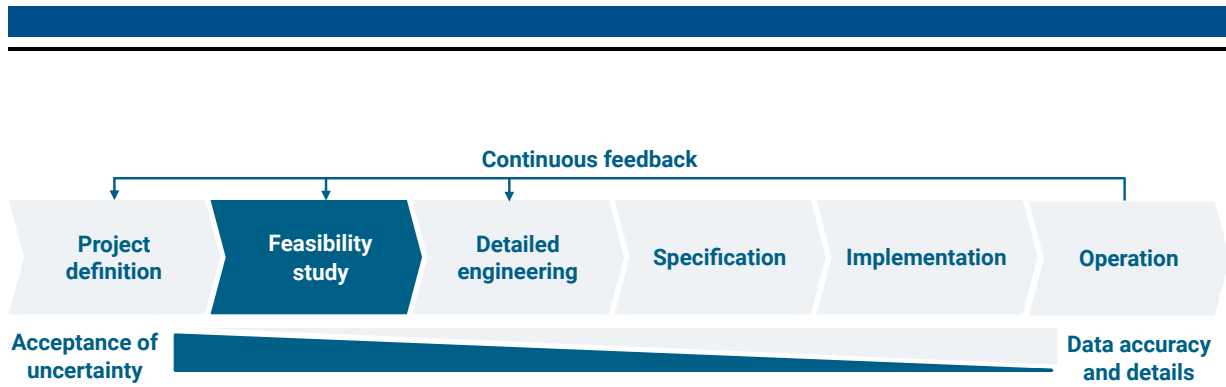 Continuous feedback
Project
definition
Feasibility
study
Detailed
engineering
Specification
Implementation
Operation
Acceptance of
uncertainty
Data accuracy
and details